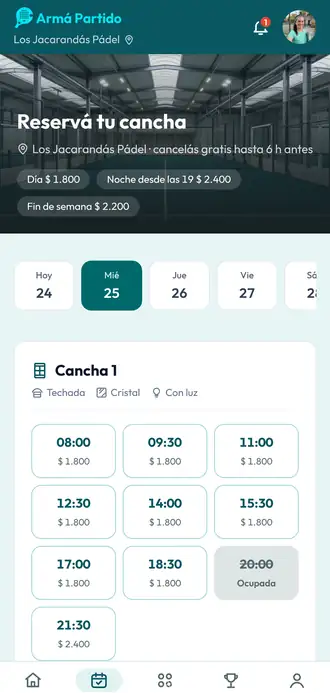 Armá Partido
1
Los Jacarandás Pádel
Reservá tu cancha
Los Jacarandás Pádel · cancelás gratis hasta 6 h antes
Día $ 1.800
Noche desde las 19 $ 2.400
Fin de semana $ 2.200
Hoy
24
Mié
25
Jue
26
Vie
27
Cancha 1
Techada
Cristal
Con luz
08:00
$ 1.800
09:30
$ 1.800
11:00
$ 1.800
12:30
$ 1.800
14:00
$ 1.800
15:30
$ 1.800
17:00
$ 1.800
18:30
$ 1.800
20:00
Ocupada
21:30
$ 2.400